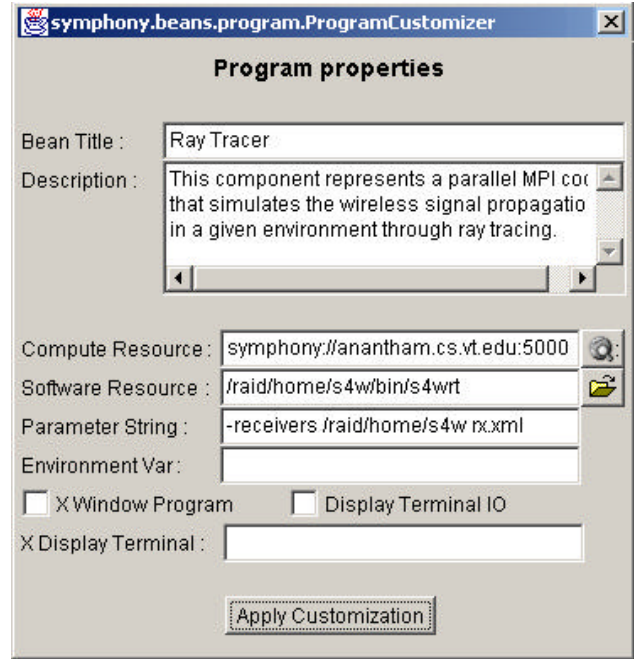 symphony.beans.program.ProgramCustomizer
Program properties
Bean Title : Ray Tracer
Description : This component represents a parallel MPI coc
that simulates the wireless signal propagatio
in a given environment through ray tracing.
Compute Resource : symphony://anantham.cs.vt.edu:5000
Software Resource : /raid/home/s4w/bin/s4wrt
Parameter String : -receivers /raid/home/s4w rx.xml
Environment Var :
X Window Program Display Terminal IO
X Display Terminal :
Apply Customization